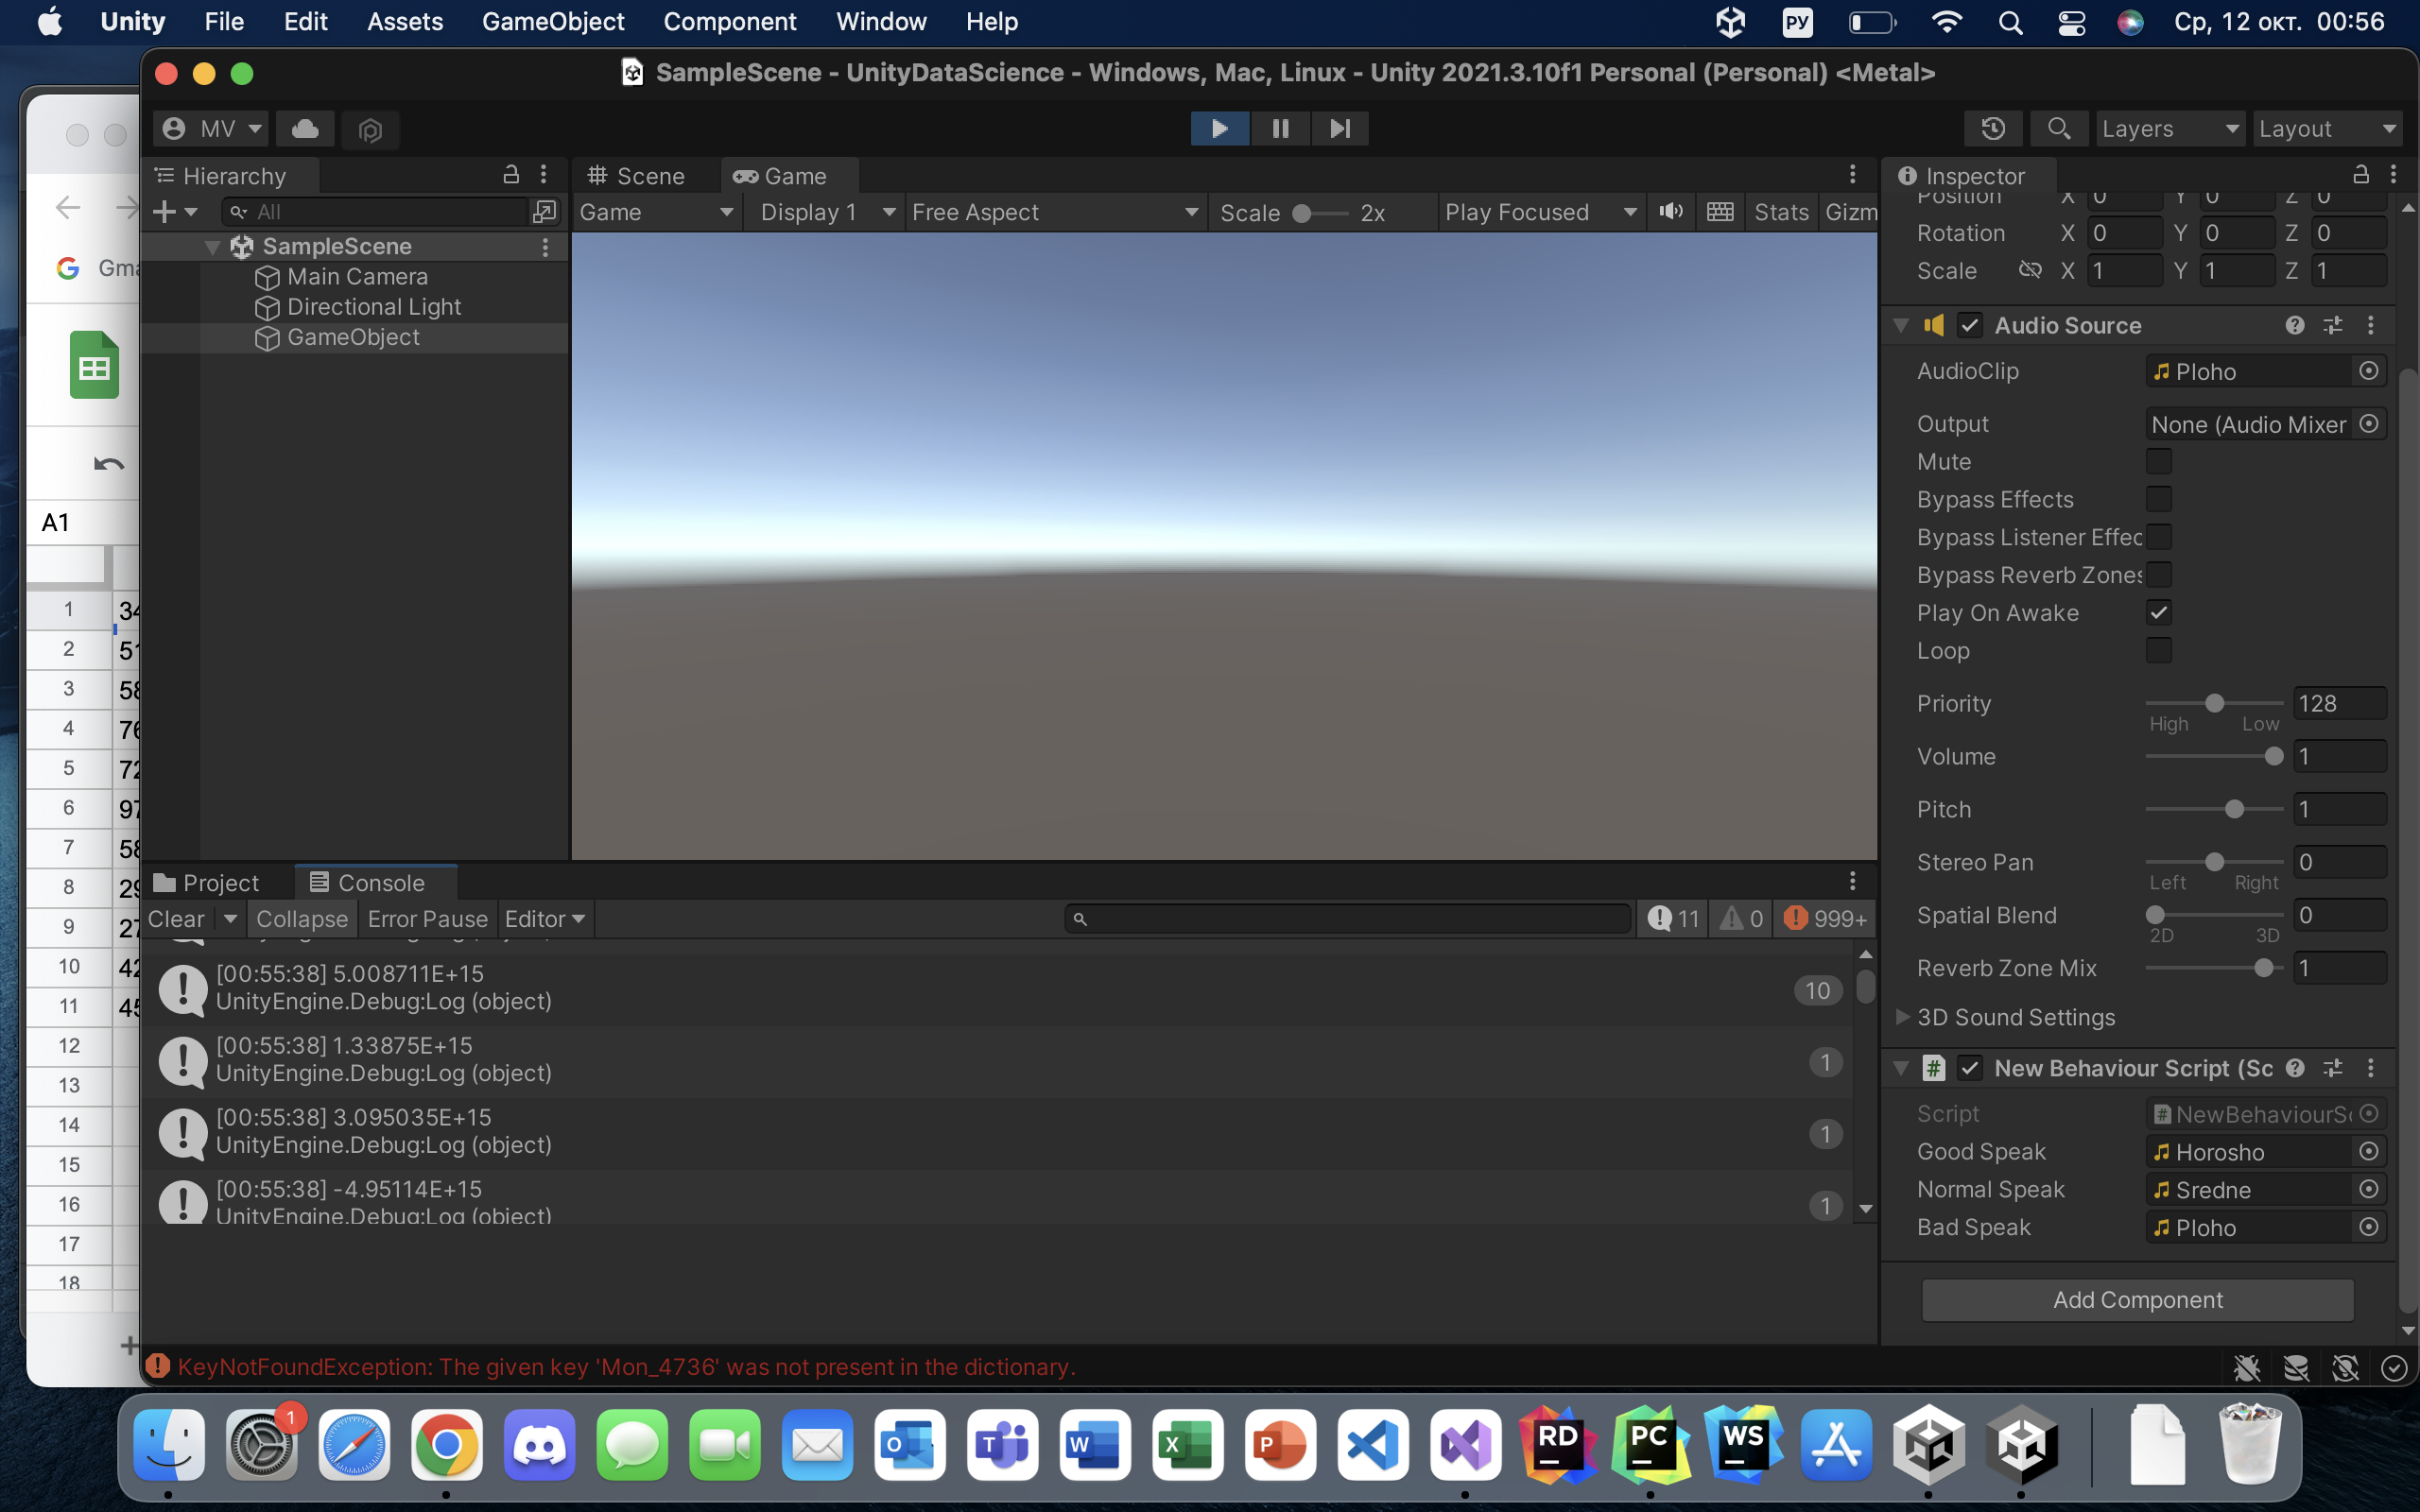 Unity File Edit Assets GameObject Component Window Help РУ Ср, 12 окт. 00:56
SampleScene - UnityDataScience - Windows, Mac, Linux - Unity 2021.3.10f1 Personal (Personal) <Metal>
MV Layers Layout
Hierarchy Scene Game Inspector
All Game Display 1 Free Aspect Scale 2x Play Focused Stats Gizm
SampleScene
Main Camera
Directional Light
GameObject
Position X 0 Y 0 Z 0
Rotation X 0 Y 0 Z 0
Scale X 1 Y 1 Z 1
Audio Source
AudioClip Ploho
Output None (Audio Mixer
Mute
Bypass Effects
Bypass Listener Effec
Bypass Reverb Zones
Play On Awake
Loop
Priority 128
High Low
Volume 1
Pitch 1
Stereo Pan 0
Left Right
Spatial Blend 0
2D 3D
Reverb Zone Mix 1
3D Sound Settings
New Behaviour Script (Sc
Script NewBehaviourSc
Good Speak Horosho
Normal Speak Sredne
Bad Speak Ploho
Add Component
Gma
A1
1 34
2 51
3 58
4 76
5 72
6 97
7 58
8 29
9 27
10 42
11 45
12
13
14
15
16
17
18
Project Console
Clear Collapse Error Pause Editor 11 0 999+
[00:55:38] 5.008711E+15
UnityEngine.Debug:Log (object) 10
[00:55:38] 1.33875E+15
UnityEngine.Debug:Log (object) 1
[00:55:38] 3.095035E+15
UnityEngine.Debug:Log (object) 1
[00:55:38] -4.95114E+15
UnityEngine.Debug:Log (object) 1
KeyNotFoundException: The given key 'Mon_4736' was not present in the dictionary.
1 O T W X P RD PC WS